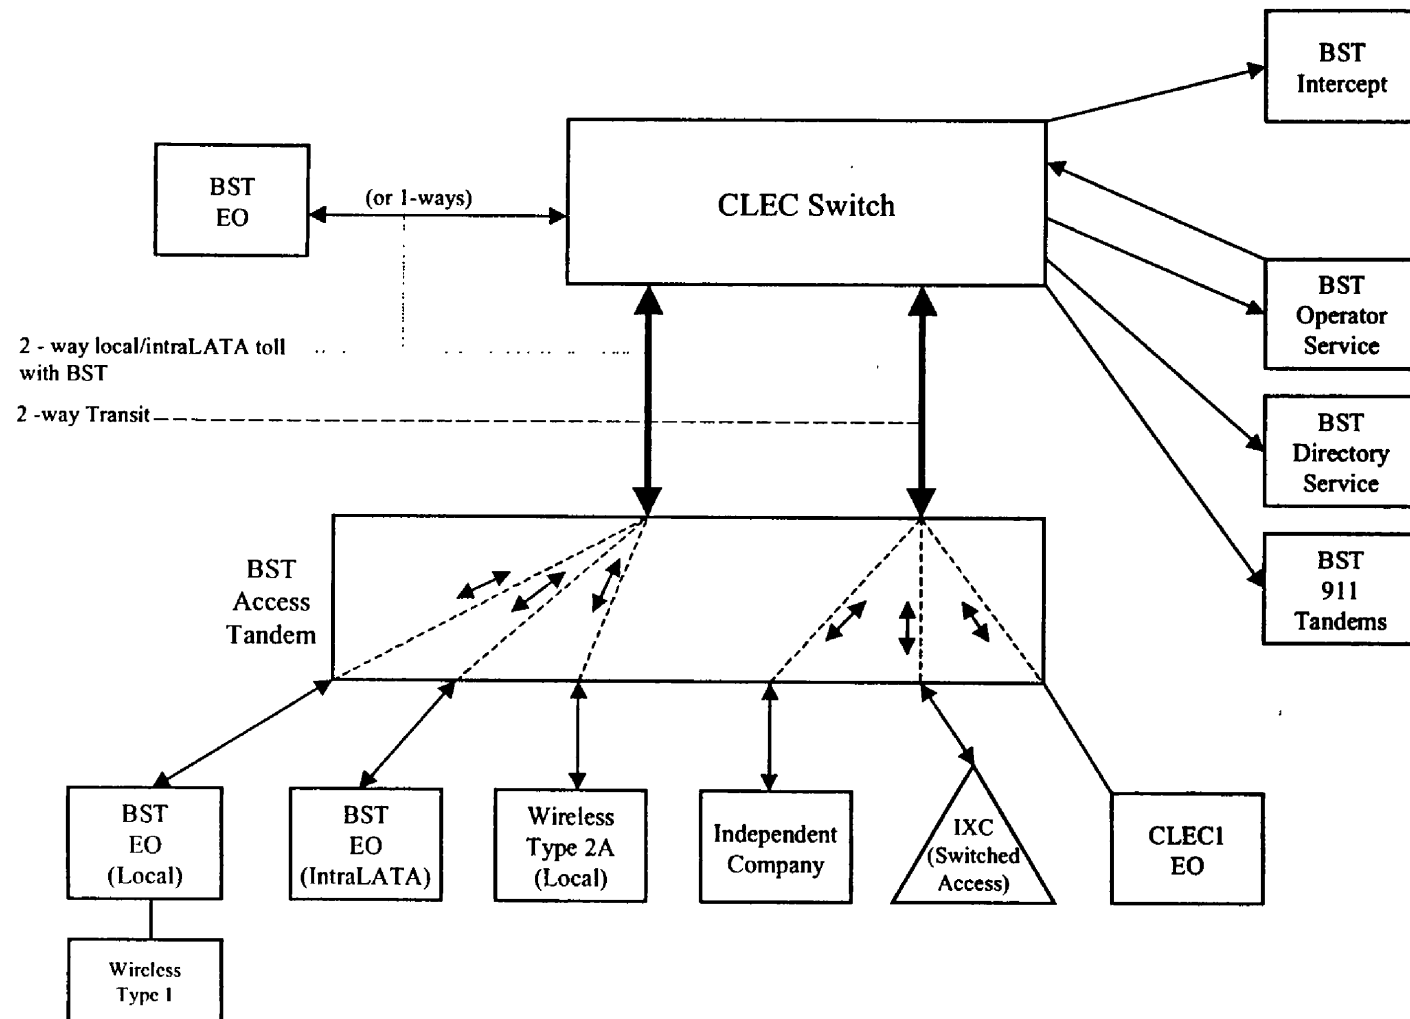 BST
Intercept
BST
EO
(or 1-ways)
CLEC Switch
BST
Operator
Service
2 - way local/intraLATA toll
with BST
2 -way Transit
BST
Directory
Service
BST
911
Tandems
BST
Access
Tandem
BST
EO
(Local)
BST
EO
(IntraLATA)
Wireless
Type 2A
(Local)
Independent
Company
IXC
(Switched
Access)
CLEC1
EO
Wireless
Type 1